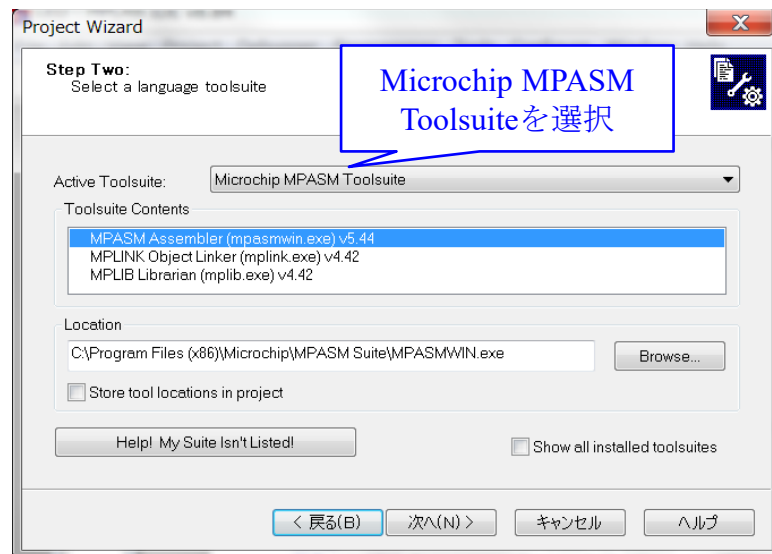 Project Wizard
Step Two:
Select a language toolsuite
Microchip MPASM
Toolsuiteを選択
Active Toolsuite:
Microchip MPASM Toolsuite
Toolsuite Contents
MPASM Assembler (mpasmwin.exe) v5.44
MPLINK Object Linker (mplink.exe) v4.42
MPLIB Librarian (mplib.exe) v4.42
Location
C:\Program Files (x86)\Microchip\MPASM Suite\MPASMWIN.exe
Browse...
Store tool locations in project
Help! My Suite Isn't Listed!
Show all installed toolsuites
< 戻る(B)
次へ(N) >
キャンセル
ヘルプ